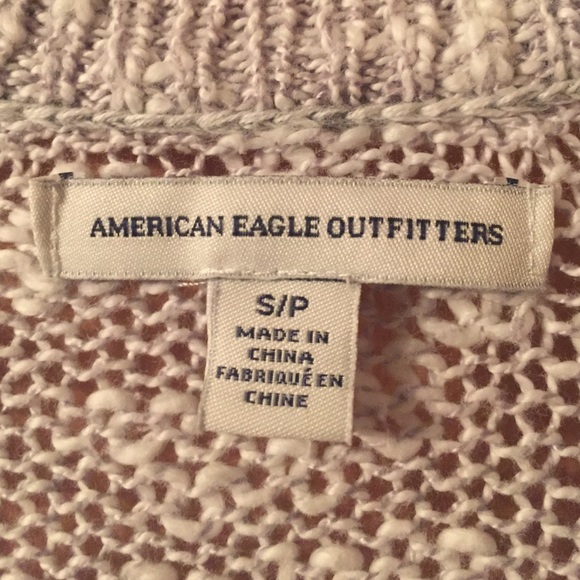 AMERICAN EAGLE OUTFITTERS
S/P
MADE IN
CHINA
FABRIQUÉ EN
CHINE